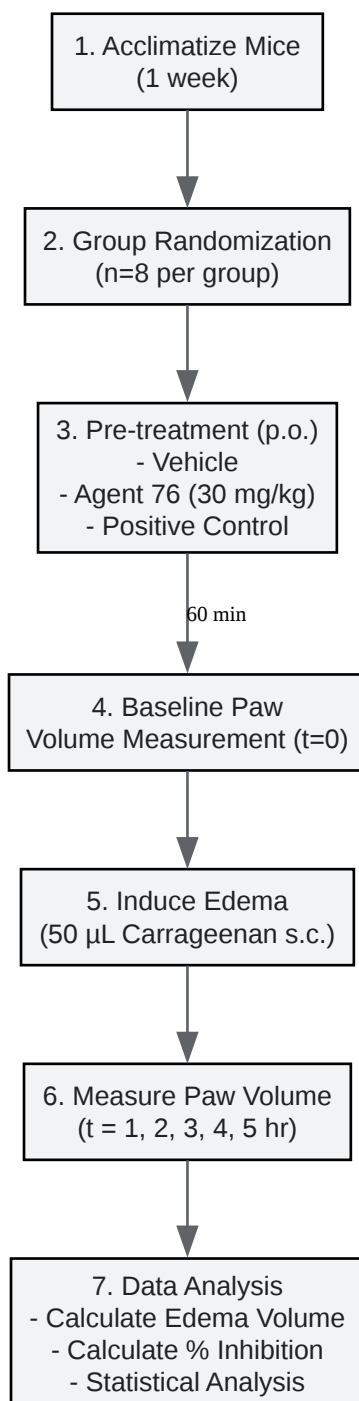 1. Acclimatize Mice
(1 week)
2. Group Randomization
(n=8 per group)
3. Pre-treatment (p.o.)
- Vehicle
- Agent 76 (30 mg/kg)
- Positive Control
60 min
4. Baseline Paw
Volume Measurement (t=0)
5. Induce Edema
(50 µL Carrageenan s.c.)
6. Measure Paw Volume
(t = 1, 2, 3, 4, 5 hr)
7. Data Analysis
- Calculate Edema Volume
- Calculate % Inhibition
- Statistical Analysis